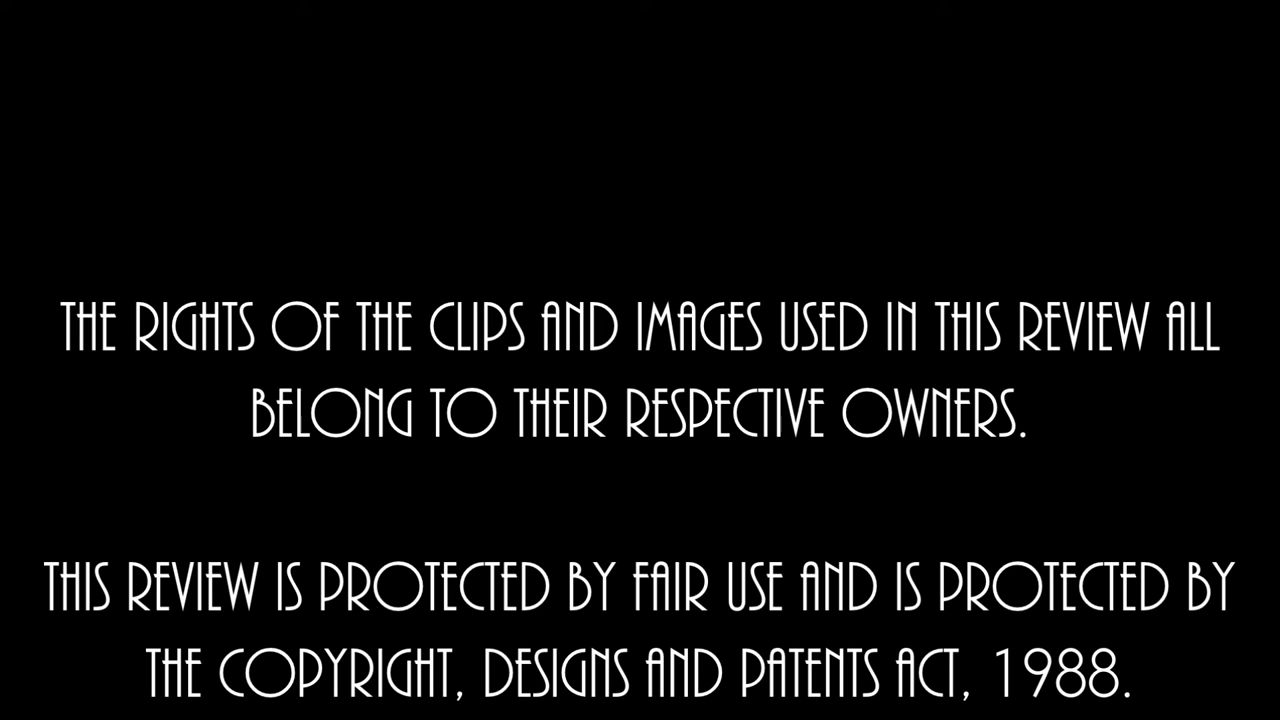 THE RIGHTS OF THE CLIPS AND IMAGES USED IN THIS REVIEW ALL
BELONG TO THEIR RESPECTIVE OWNERS.
THIS REVIEW IS PROTECTED BY FAIR USE AND IS PROTECTED BY
THE COPYRIGHT, DESIGNS AND PATENTS ACT, 1988.